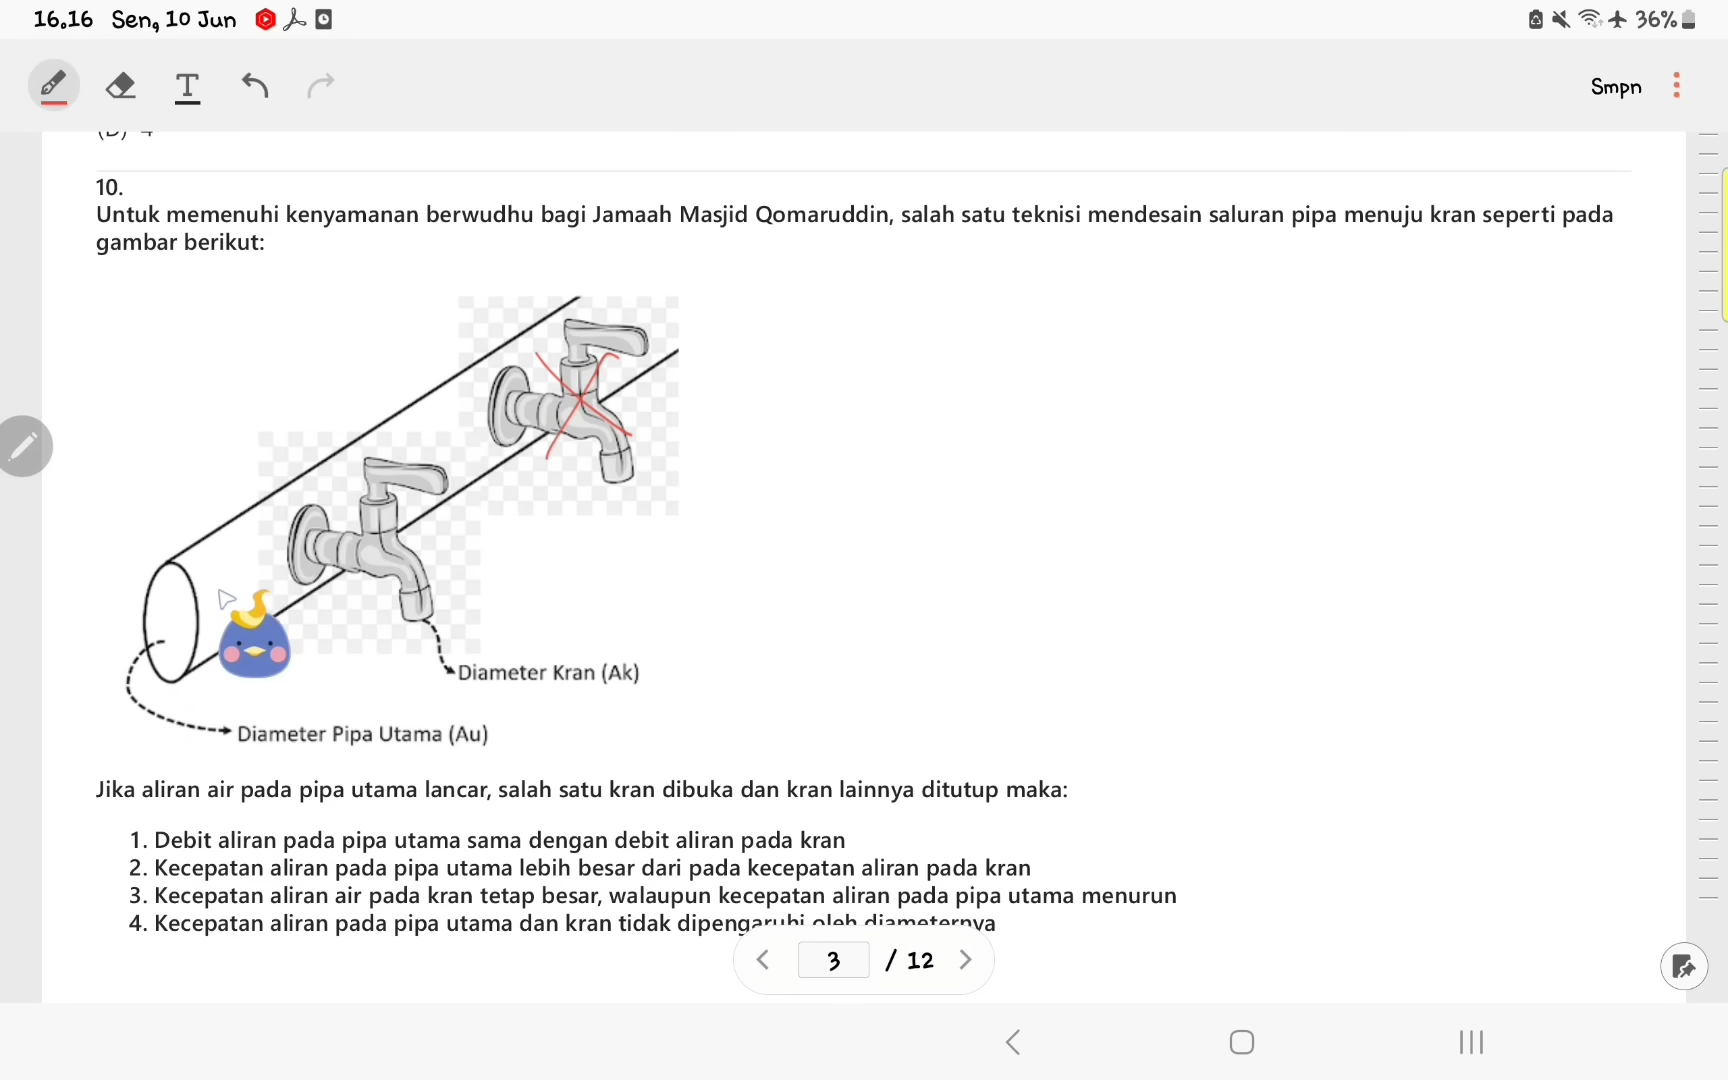 16.16 Sen, 10 Jun
36%
T
Smpn
(D) 4
10.
Untuk memenuhi kenyamanan berwudhu bagi Jamaah Masjid Qomaruddin, salah satu teknisi mendesain saluran pipa menuju kran seperti pada
gambar berikut:
Diameter Kran (Ak)
Diameter Pipa Utama (Au)
Jika aliran air pada pipa utama lancar, salah satu kran dibuka dan kran lainnya ditutup maka:
1. Debit aliran pada pipa utama sama dengan debit aliran pada kran
2. Kecepatan aliran pada pipa utama lebih besar dari pada kecepatan aliran pada kran
3. Kecepatan aliran air pada kran tetap besar, walaupun kecepatan aliran pada pipa utama menurun
4. Kecepatan aliran pada pipa utama dan kran tidak dipengaruhi oleh diameternya
3 / 12